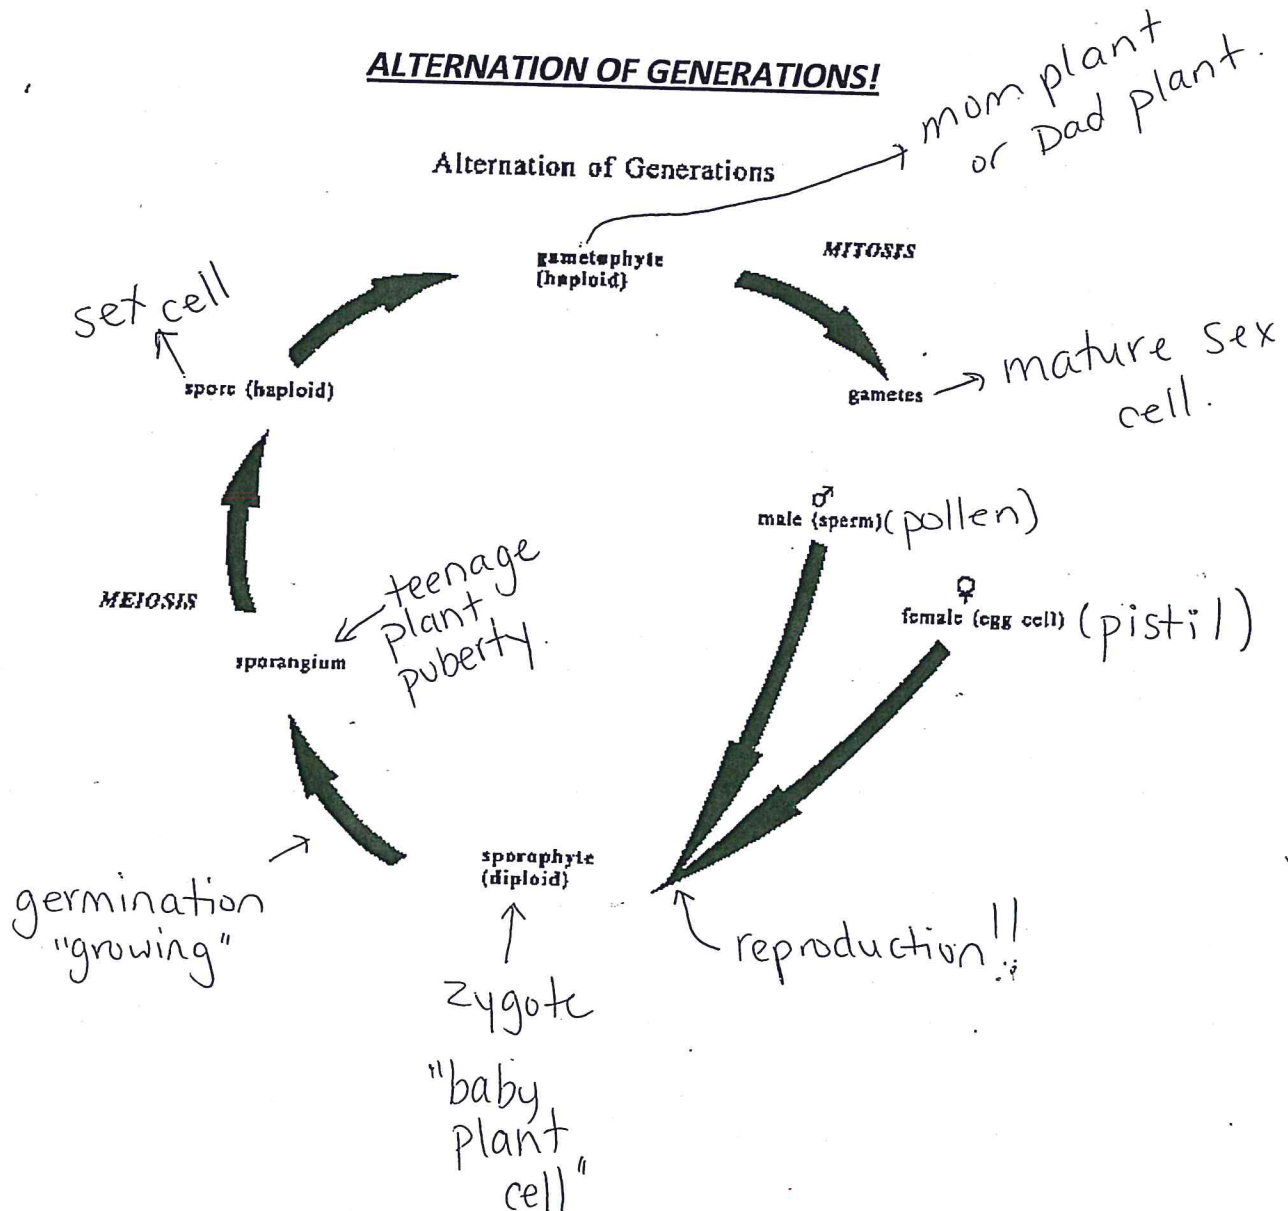 ALTERNATION OF GENERATIONS!
mom plant
or Dad plant.
Alternation of Generations
gametophyte
(haploid)
MITOSIS
sex cell
spore (haploid)
gametes
mature sex
cell.
♂
male (sperm) (pollen)
♀
female (egg cell) (pistil)
MEIOSIS
teenage
plant
puberty.
sporangium
sporophyte
(diploid)
germination
"growing"
reproduction!!
zygote
"baby
plant
cell"